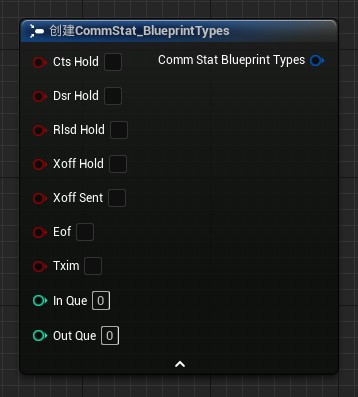 创建CommStat_BlueprintTypes
Cts Hold
Comm Stat Blueprint Types
Dsr Hold
Rlsd Hold
Xoff Hold
Xoff Sent
Eof
Txim
In Que 0
Out Que 0